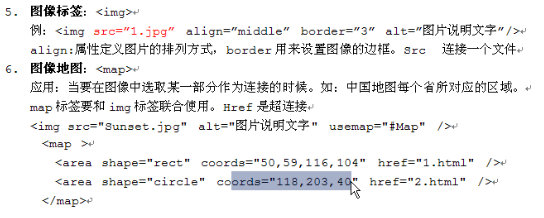 5. 图像标签：<img>
例：<img src="1.jpg" align="middle" border="3" alt="图片说明文字"/>
align:属性定义图片的排列方式，border 用来设置图像的边框。Src 连接一个文件
6. 图像地图：<map>
应用：当要在图像中选取某一部分作为连接的时候。如：中国地图每个省所对应的区域。
map 标签要和 img 标签联合使用。Href 是超连接
<img src="Sunset.jpg" alt="图片说明文字" usemap="#Map" />
<map >
<area shape="rect" coords="50,59,116,104" href="1.html" />
<area shape="circle" coords="118,203,40" href="2.html" />
</map>